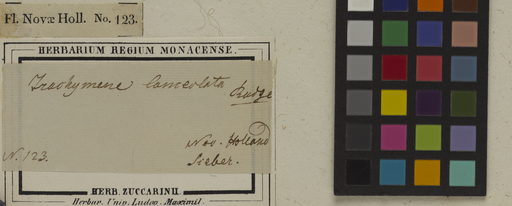 Fl. Novæ Holl. No. 123.
HERBARIUM REGIUM MONACENSE.
Trachymene lanceolata
Rudge
Nov. Holland
N. 123.
Sieber.
HERB. ZUCCARINII.
Herbar. Univ. Ludov. Maximil.